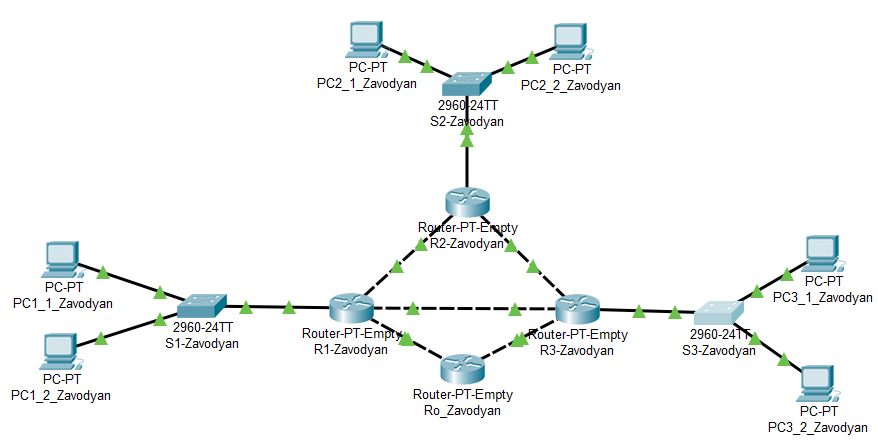 PC-PT
PC2_1_Zavodyan
PC-PT
PC2_2_Zavodyan
2960-24TT
S2-Zavodyan
Router-PT-Empty
R2-Zavodyan
PC-PT
PC1_1_Zavodyan
2960-24TT
S1-Zavodyan
PC-PT
PC1_2_Zavodyan
Router-PT-Empty
R1-Zavodyan
Router-PT-Empty
R3-Zavodyan
Router-PT-Empty
Ro_Zavodyan
PC-PT
PC3_1_Zavodyan
2960-24TT
S3-Zavodyan
PC-PT
PC3_2_Zavodyan